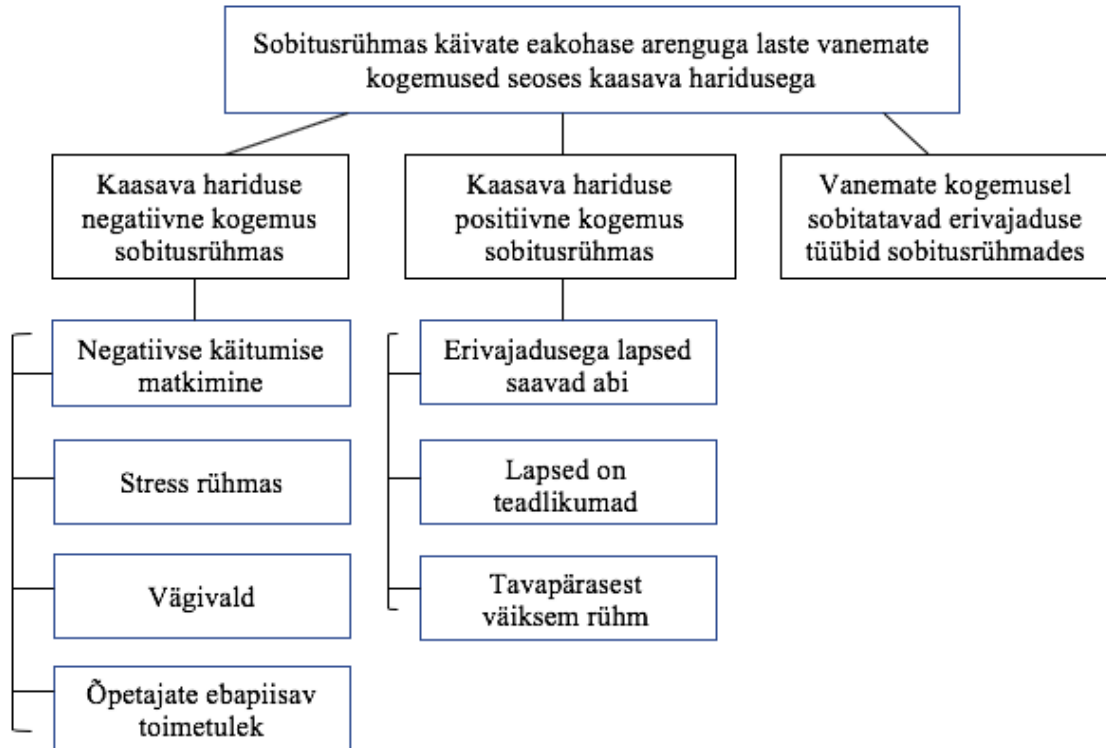 Sobitusrühmas käivate eakohase arenguga laste vanemate
kogemused seoses kaasava haridusega
Kaasava hariduse
negatiivne kogemus
sobitusrühmas
Kaasava hariduse
positiivne kogemus
sobitusrühmas
Vanemate kogemusel
sobitatavad erivajaduse
tüübid sobitusrühmades
Negatiivse käitumise
matkimine
Stress rühmas
Vägivald
Õpetajate ebapiisav
toimetulek
Erivajadusega lapsed
saavad abi
Lapsed on
teadlikumad
Tavapärasest
väiksem rühm